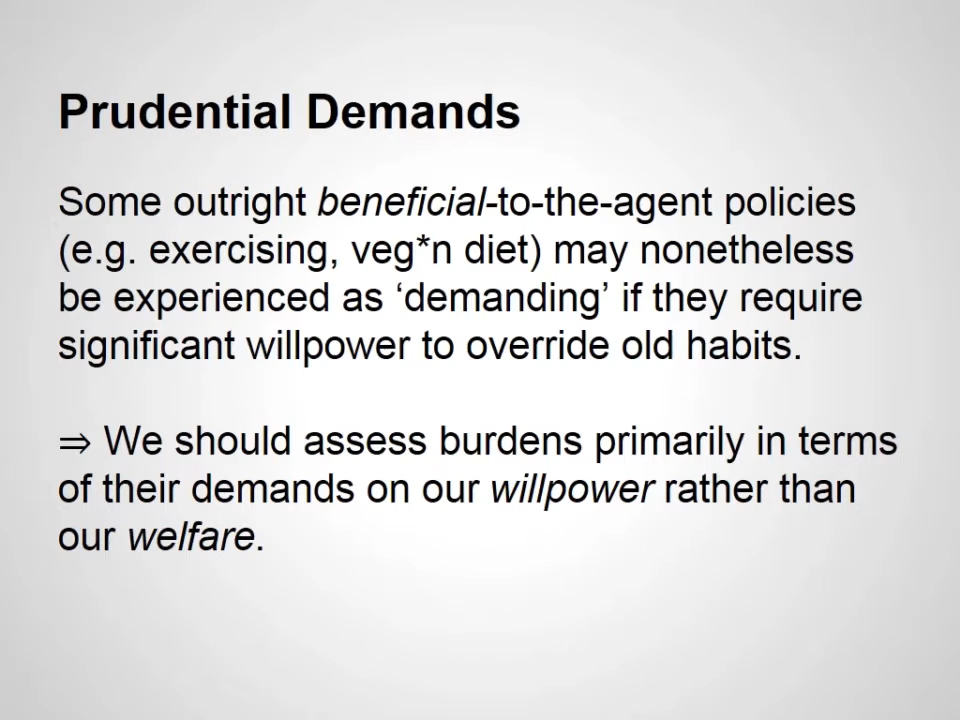 Prudential Demands
Some outright beneficial-to-the-agent policies
(e.g. exercising, veg*n diet) may nonetheless
be experienced as ‘demanding’ if they require
significant willpower to override old habits.
⇒ We should assess burdens primarily in terms
of their demands on our willpower rather than
our welfare.